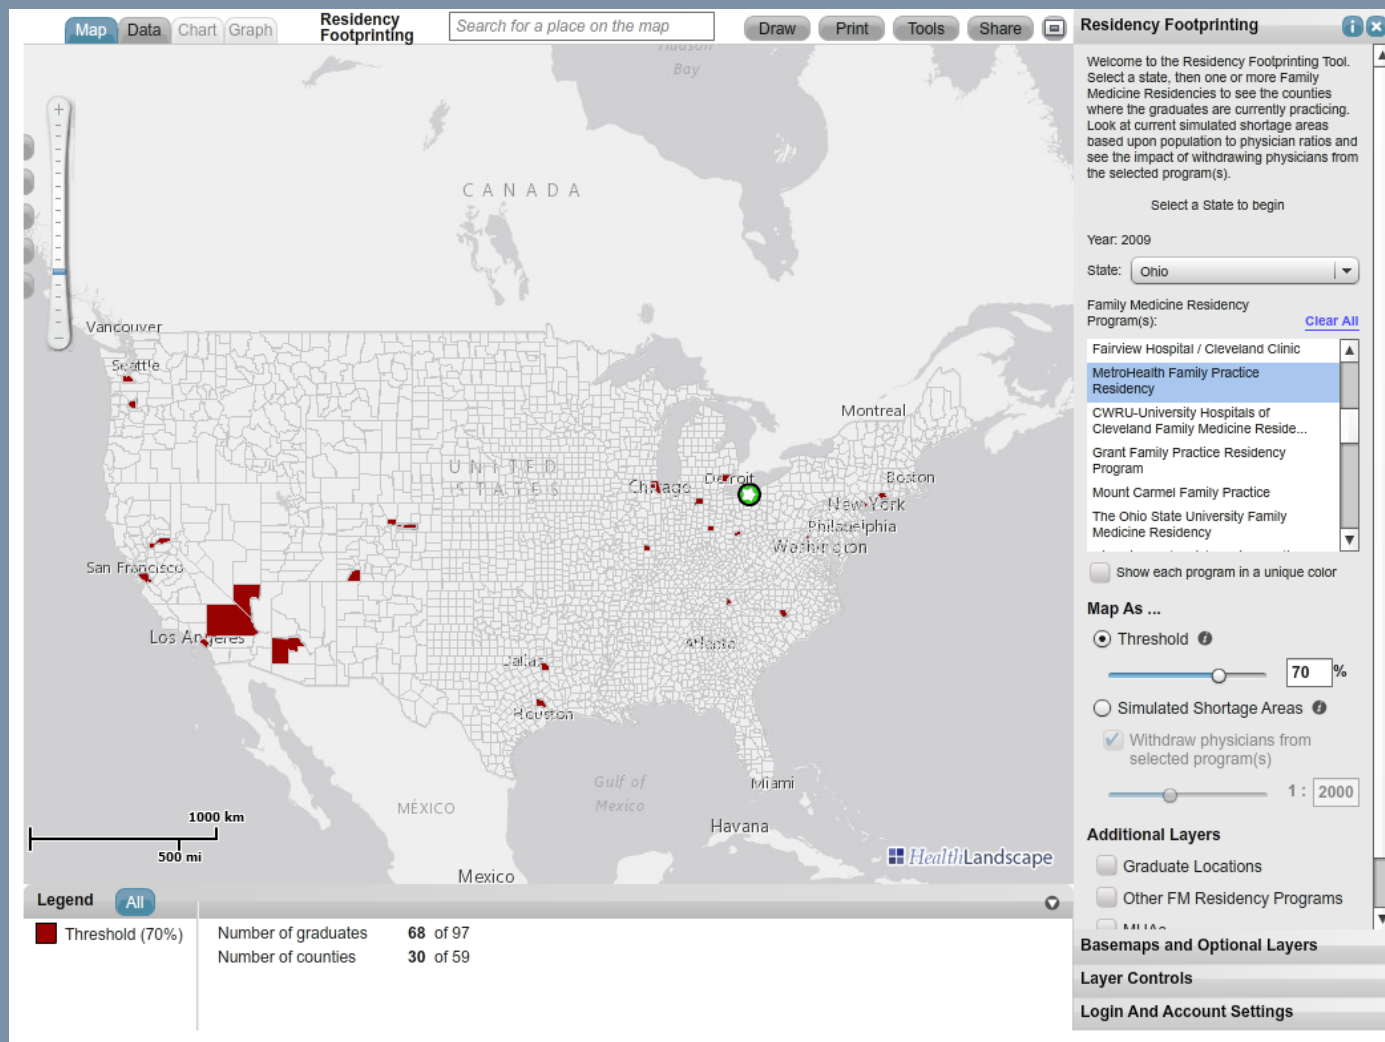 Map
Data
Chart
Graph
Residency
Footprinting
Search for a place on the map
Draw
Print
Tools
Share
Residency Footprinting
Hudson
Bay
CANADA
Vancouver
Seattle
UNITED
STATES
Montreal
Boston
Detroit
Chicago
New York
Philadelphia
Washington
San Francisco
Los Angeles
Atlanta
Dallas
Houston
Gulf of
Mexico
Miami
MÉXICO
Havana
Mexico
1000 km
500 mi
HealthLandscape
Welcome to the Residency Footprinting Tool.
Select a state, then one or more Family
Medicine Residencies to see the counties
where the graduates are currently practicing.
Look at current simulated shortage areas
based upon population to physician ratios and
see the impact of withdrawing physicians from
the selected program(s).
Select a State to begin
Year: 2009
State: Ohio
Family Medicine Residency
Program(s):
Clear All
Fairview Hospital / Cleveland Clinic
MetroHealth Family Practice
Residency
CWRU-University Hospitals of
Cleveland Family Medicine Reside...
Grant Family Practice Residency
Program
Mount Carmel Family Practice
The Ohio State University Family
Medicine Residency
Show each program in a unique color
Map As ...
Threshold
70 %
Simulated Shortage Areas
Withdraw physicians from
selected program(s)
1 : 2000
Additional Layers
Graduate Locations
Other FM Residency Programs
Basemaps and Optional Layers
Layer Controls
Login And Account Settings
Legend
All
Threshold (70%)
Number of graduates 68 of 97
Number of counties 30 of 59